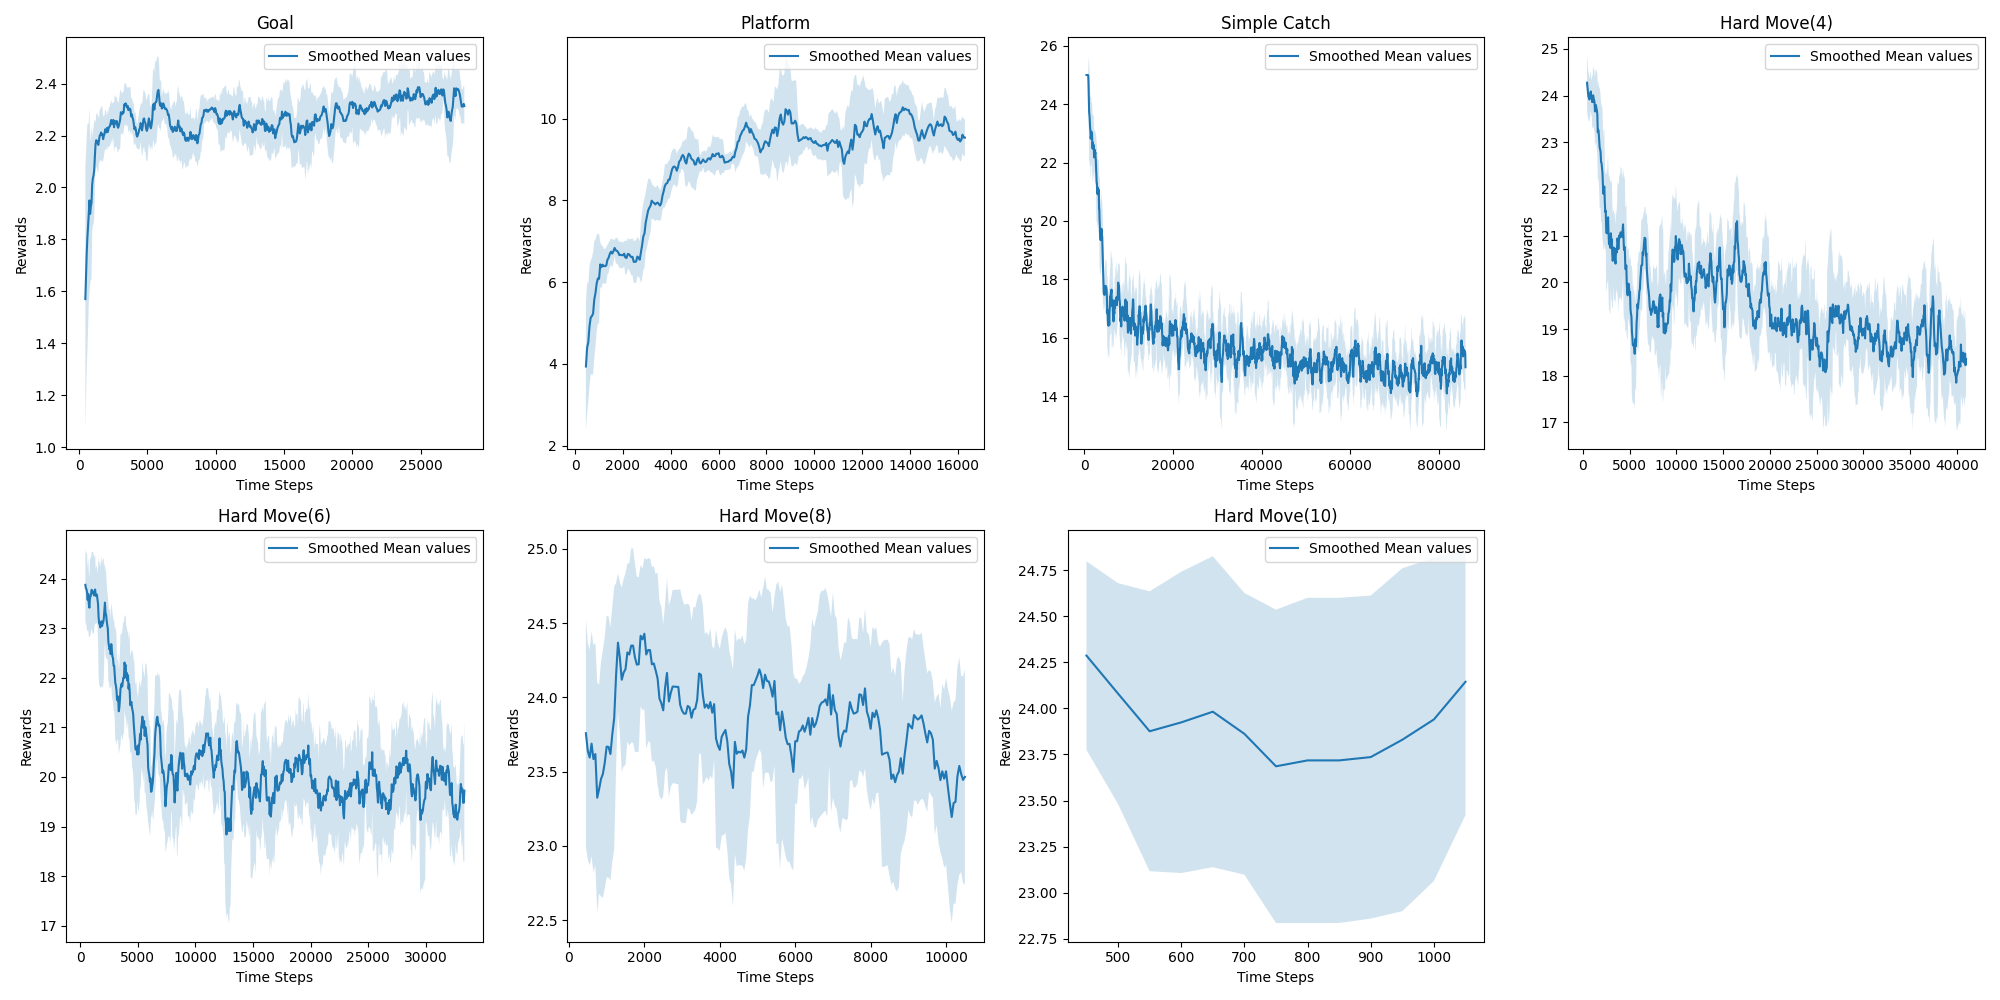 Goal
Smoothed Mean values
2.4
2.2
2.0
1.8
1.6
1.4
1.2
1.0
Rewards
0 5000 10000 15000 20000 25000
Time Steps
Platform
Smoothed Mean values
10
8
6
4
2
Rewards
0 2000 4000 6000 8000 10000 12000 14000 16000
Time Steps
Simple Catch
Smoothed Mean values
26
24
22
20
18
16
14
Rewards
0 20000 40000 60000 80000
Time Steps
Hard Move(4)
Smoothed Mean values
25
24
23
22
21
20
19
18
17
Rewards
0 5000 10000 15000 20000 25000 30000 35000 40000
Time Steps
Hard Move(6)
Smoothed Mean values
24
23
22
21
20
19
18
17
Rewards
0 5000 10000 15000 20000 25000 30000
Time Steps
Hard Move(8)
Smoothed Mean values
25.0
24.5
24.0
23.5
23.0
22.5
Rewards
0 2000 4000 6000 8000 10000
Time Steps
Hard Move(10)
Smoothed Mean values
24.75
24.50
24.25
24.00
23.75
23.50
23.25
23.00
22.75
Rewards
500 600 700 800 900 1000
Time Steps